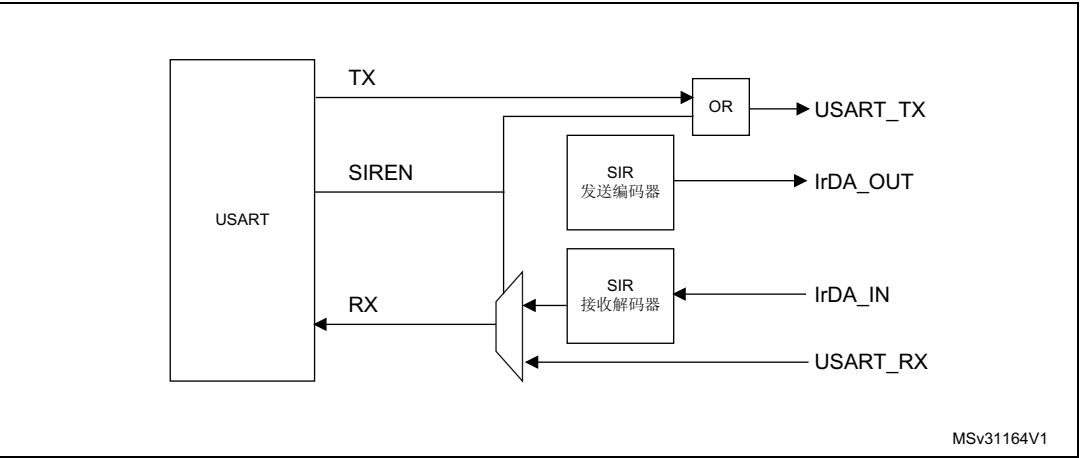 TX
OR
USART_TX
SIREN
SIR
发送编码器
IrDA_OUT
USART
SIR
接收解码器
IrDA_IN
RX
USART_RX
MSv31164V1